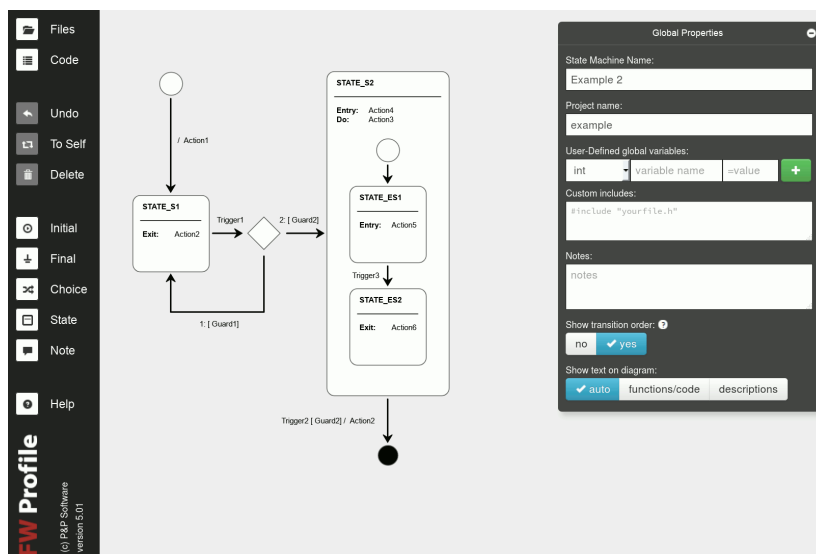 Files
Code
Undo
To Self
Delete
Initial
Final
Choice
State
Note
Help
FW Profile
(c) P&P Software
version 5.01
/ Action1
STATE_S1
Exit: Action2
Trigger1
2: [ Guard2]
1: [ Guard1]
STATE_S2
Entry: Action4
Do: Action3
STATE_ES1
Entry: Action5
Trigger3
STATE_ES2
Exit: Action6
Trigger2 [ Guard2] / Action2
Global Properties
State Machine Name:
Example 2
Project name:
example
User-Defined global variables:
int variable name =value +
Custom includes:
#include "yourfile.h"
Notes:
notes
Show transition order: ?
no yes
Show text on diagram:
auto functions/code descriptions